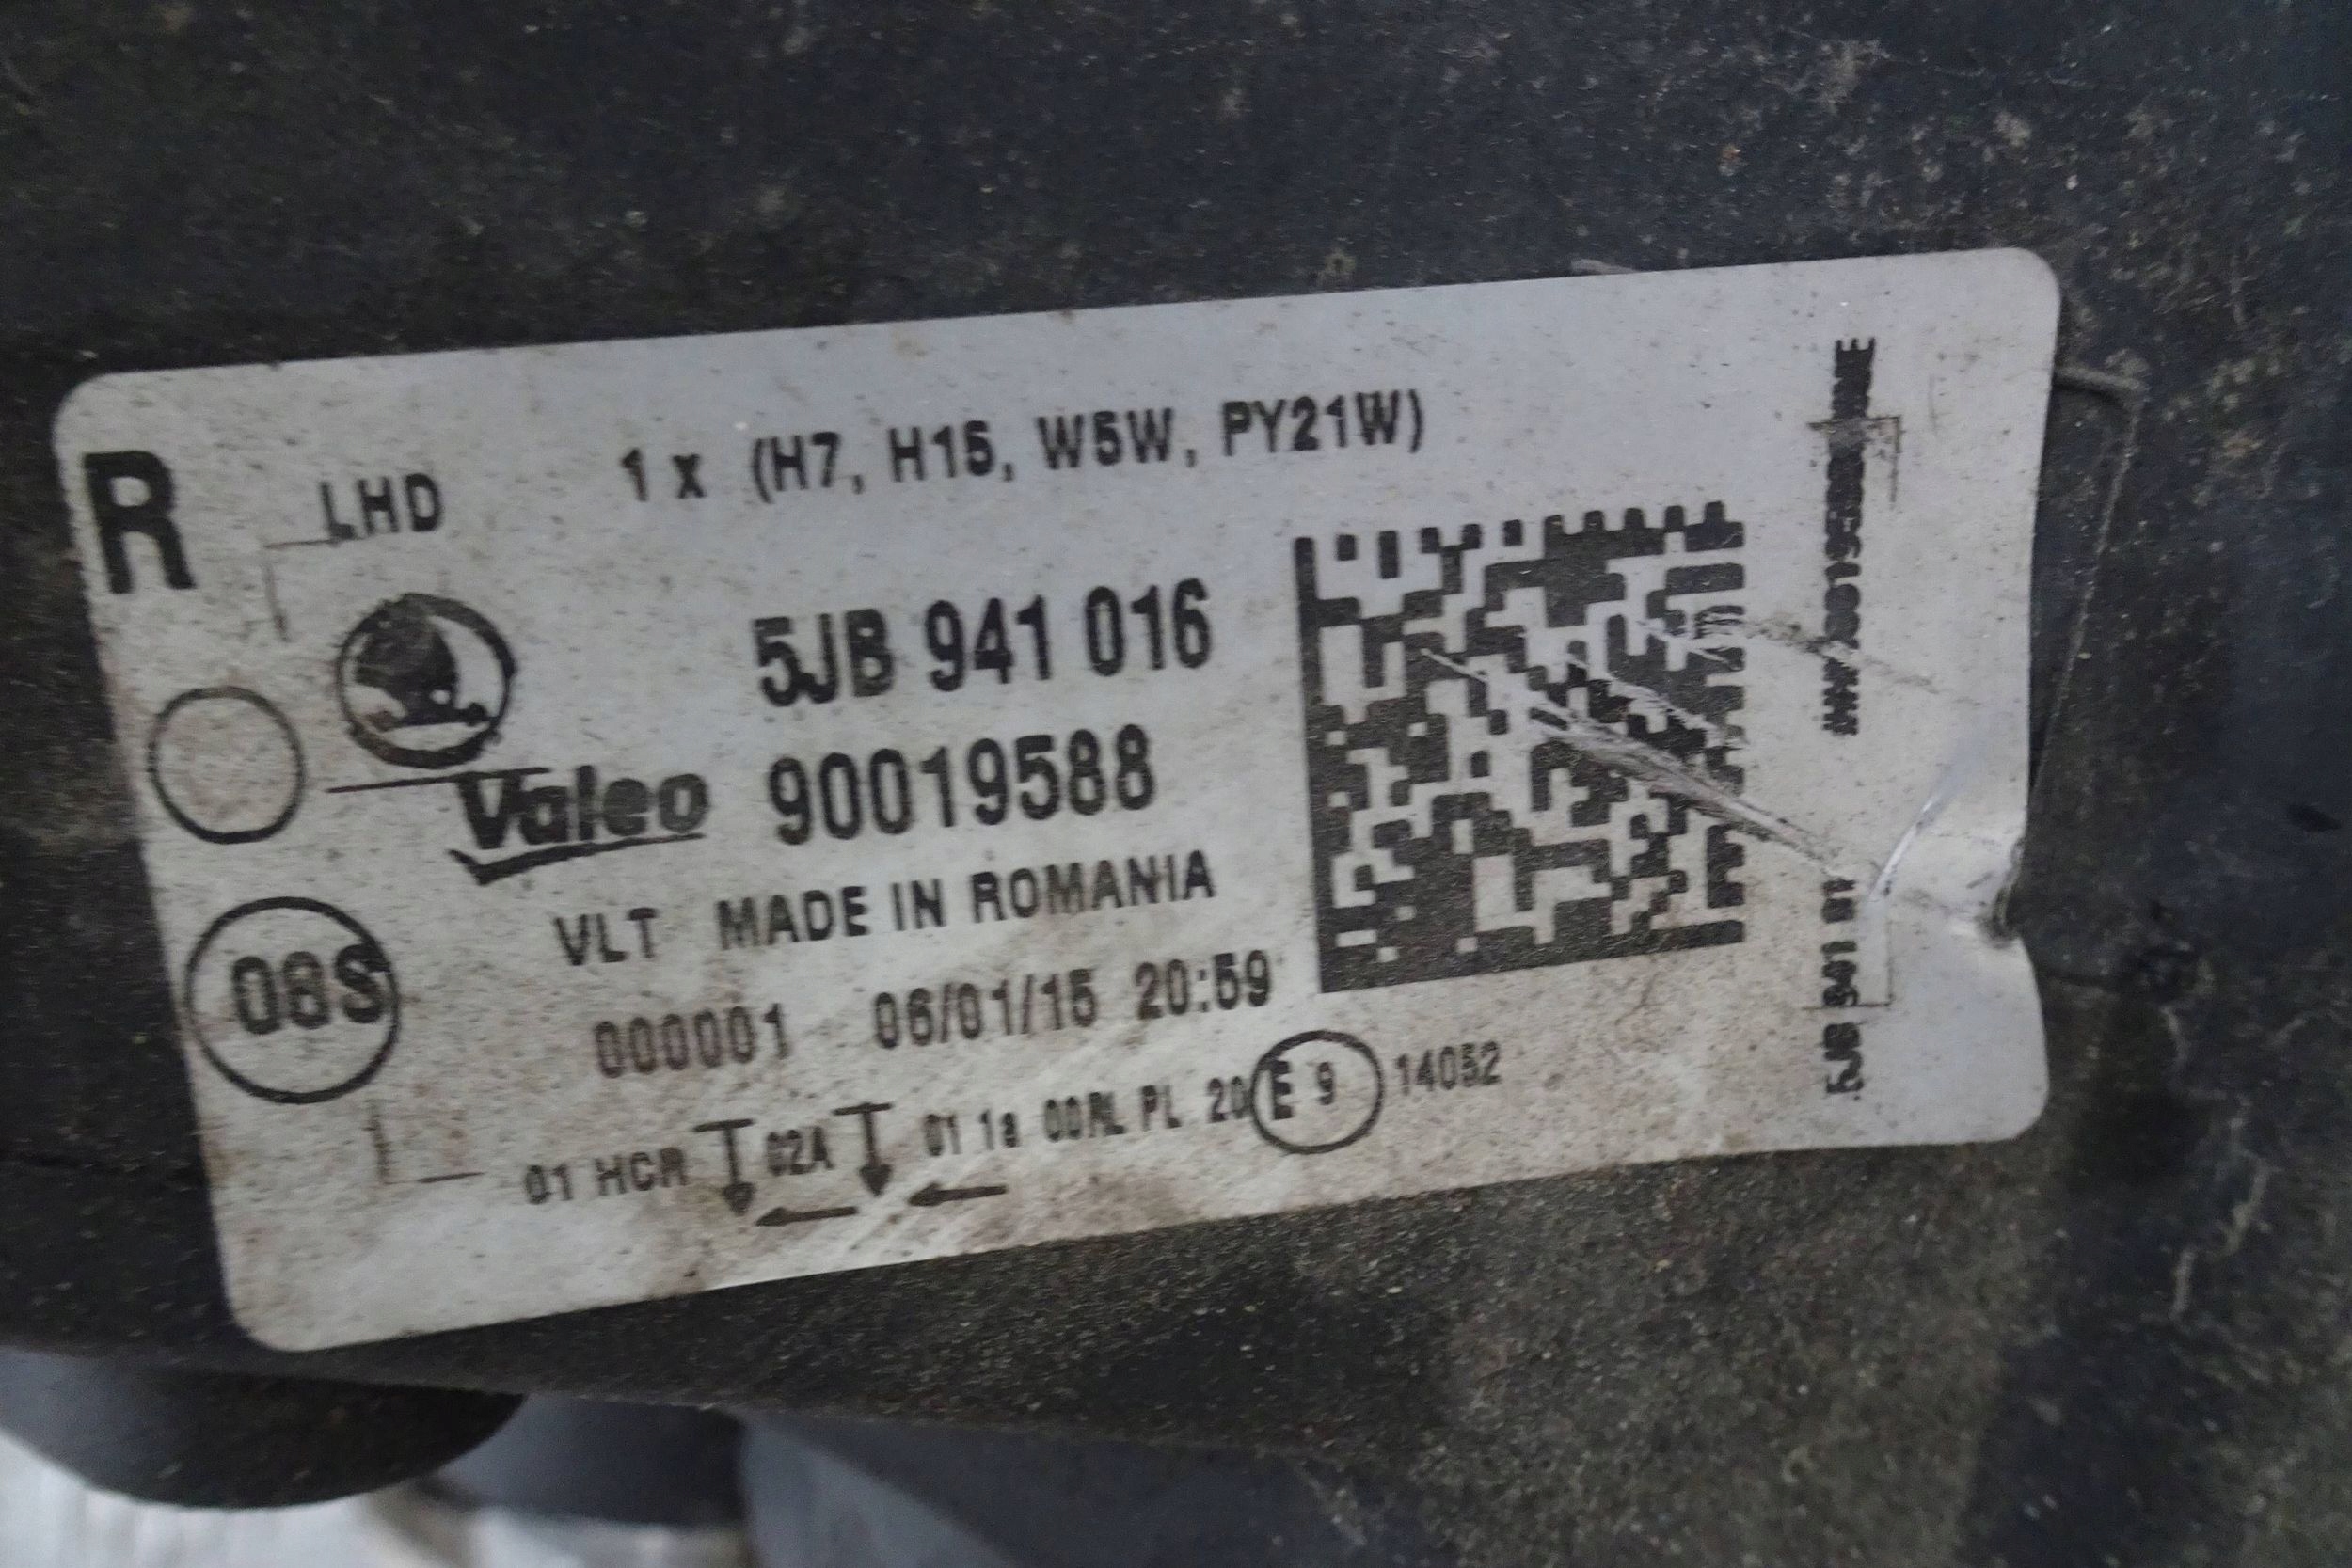 R
LHD
1 x (H7, H15, W5W, PY21W)
5JB 941 016
Valeo 90019588
VLT MADE IN ROMANIA
08S
000001 06/01/15 20:59
01 HCR 02A 01 1a 00RL PL 20 E 9 14052
5JB 941 01